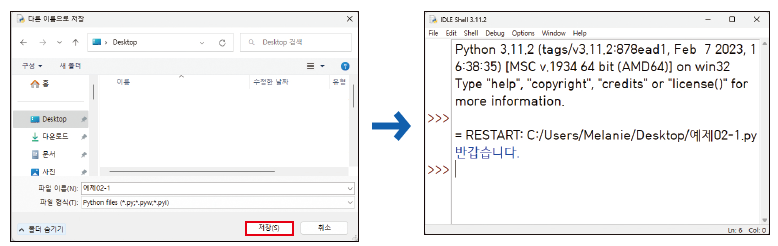 다른 이름으로 저장
Desktop
Desktop 검색
구성
새 폴더
홈
Desktop
다운로드
문서
사진
이름
수정한 날짜
유형
파일 이름(N):
예제02-1
파일 형식(T):
Python files (*.py;*.pyw;*.pyi)
폴더 숨기기
저장(S)
취소
IDLE Shell 3.11.2
File Edit Shell Debug Options Window Help
Python 3.11.2 (tags/v3.11.2:878ead1, Feb 7 2023, 1
6:38:35) [MSC v.1934 64 bit (AMD64)] on win32
Type "help", "copyright", "credits" or "license()" for
more information.
>>>
= RESTART: C:/Users/Melanie/Desktop/예제02-1.py
반갑습니다.
>>>
Ln: 6 Col: 0